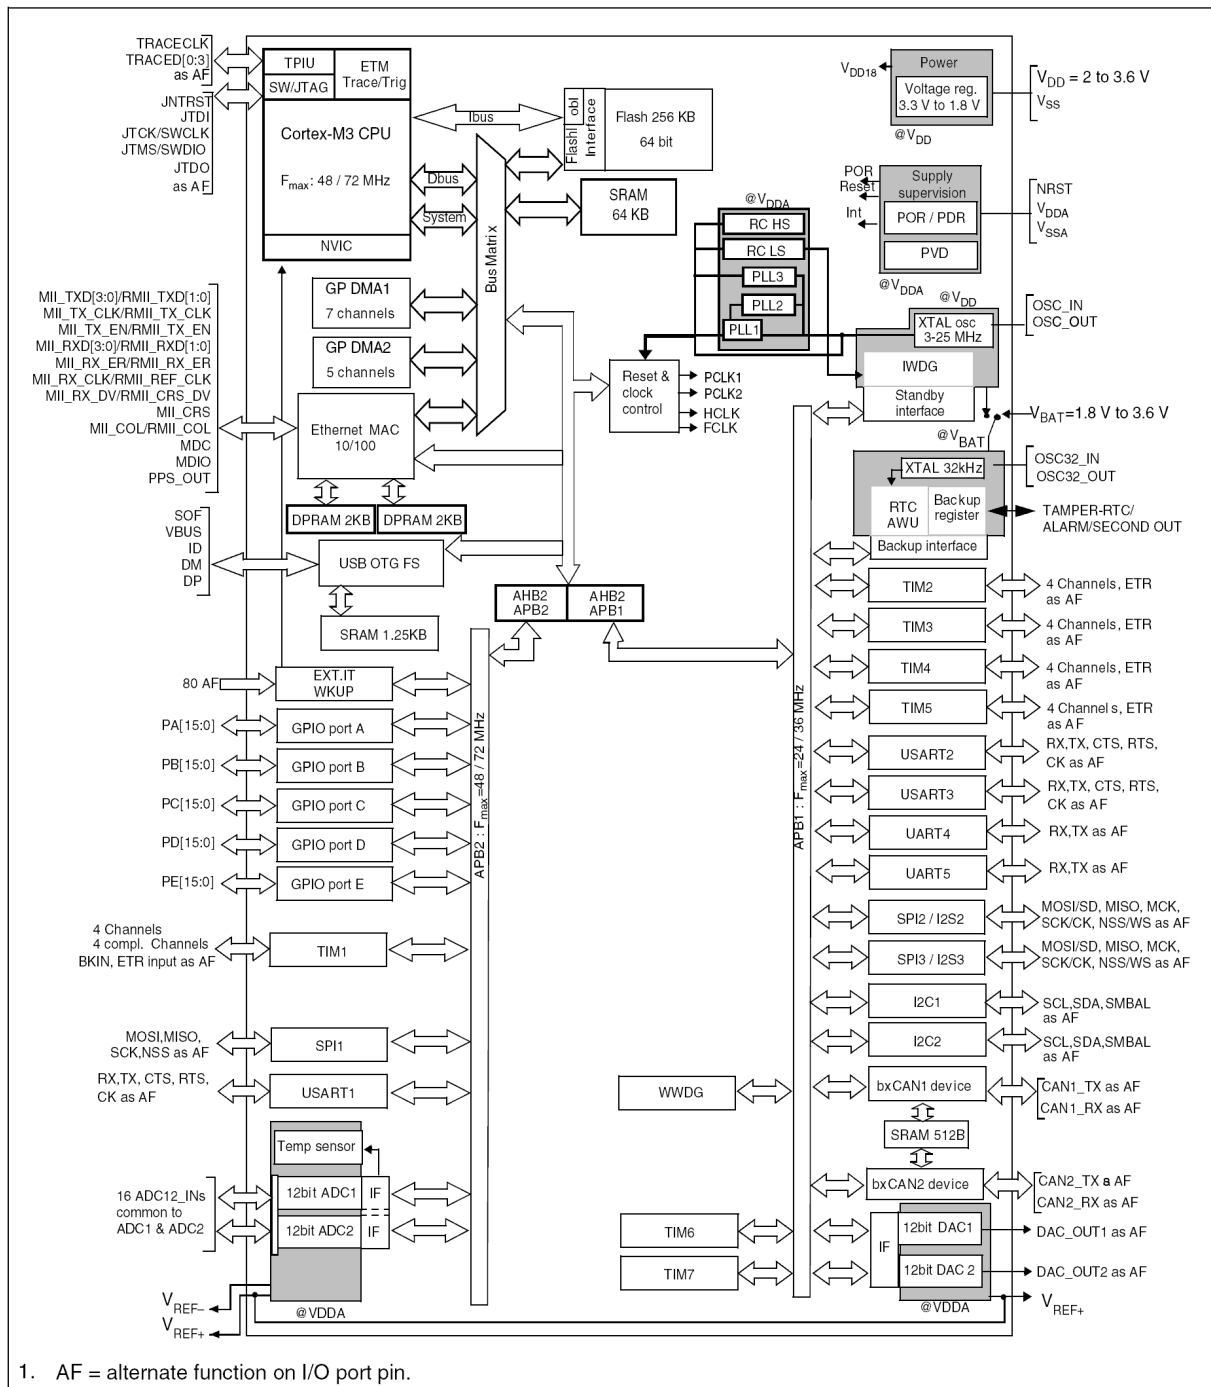 TRACECLK
TRACED[0:3]
as AF
JNTRST
JTDI
JTCK/SWCLK
JTMS/SWDIO
JTDO
as AF
TPIU
SW/JTAG
ETM
Trace/Trig
Cortex-M3 CPU
Fmax: 48 / 72 MHz
NVIC
Ibus
Dbus
System
BusMatrix
FlashI
obl
Interface
Flash 256 KB
64 bit
SRAM
64 KB
VDD18
Power
Voltage reg.
3.3 V to 1.8 V
@VDD
VDD = 2 to 3.6 V
VSS
POR
Reset
Int
Supply
supervision
POR / PDR
PVD
@VDDA
NRST
VDDA
VSSA
@VDDA
RC HS
RC LS
PLL3
PLL2
PLL1
@VDD
XTAL osc
3-25 MHz
IWDG
Standby
interface
OSC_IN
OSC_OUT
VBAT=1.8 V to 3.6 V
@VBAT
GP DMA1
7 channels
GP DMA2
5 channels
Reset &
clock
control
PCLK1
PCLK2
HCLK
FCLK
MII_TXD[3:0]/RMII_TXD[1:0]
MII_TX_CLK/RMII_TX_CLK
MII_TX_EN/RMII_TX_EN
MII_RXD[3:0]/RMII_RXD[1:0]
MII_RX_ER/RMII_RX_ER
MII_RX_CLK/RMII_REF_CLK
MII_RX_DV/RMII_CRS_DV
MII_CRS
MII_COL/RMII_COL
MDC
MDIO
PPS_OUT
Ethernet MAC
10/100
DPRAM 2KB
DPRAM 2KB
XTAL 32kHz
RTC
AWU
Backup
register
Backup interface
OSC32_IN
OSC32_OUT
TAMPER-RTC/
ALARM/SECOND OUT
SOF
VBUS
ID
DM
DP
USB OTG FS
SRAM 1.25KB
AHB2
APB2
AHB2
APB1
APB2 : Fmax=48 / 72 MHz
APB1 : Fmax=24 / 36 MHz
80 AF
EXT.IT
WKUP
PA[15:0]
GPIO port A
PB[15:0]
GPIO port B
PC[15:0]
GPIO port C
PD[15:0]
GPIO port D
PE[15:0]
GPIO port E
4 Channels
4 compl. Channels
BKIN, ETR input as AF
TIM1
MOSI,MISO,
SCK,NSS as AF
SPI1
RX,TX, CTS, RTS,
CK as AF
USART1
Temp sensor
16 ADC12_INs
common to
ADC1 & ADC2
12bit ADC1
IF
12bit ADC2
IF
VREF–
VREF+
@VDDA
TIM2
4 Channels, ETR
as AF
TIM3
4 Channels, ETR
as AF
TIM4
4 Channels, ETR
as AF
TIM5
4 Channels, ETR
as AF
USART2
RX,TX, CTS, RTS,
CK as AF
USART3
RX,TX, CTS, RTS,
CK as AF
UART4
RX,TX as AF
UART5
RX,TX as AF
SPI2 / I2S2
MOSI/SD, MISO, MCK,
SCK/CK, NSS/WS as AF
SPI3 / I2S3
MOSI/SD, MISO, MCK,
SCK/CK, NSS/WS as AF
I2C1
SCL,SDA,SMBAL
as AF
I2C2
SCL,SDA,SMBAL
as AF
WWDG
bxCAN1 device
CAN1_TX as AF
CAN1_RX as AF
SRAM 512B
bxCAN2 device
CAN2_TX a AF
CAN2_RX as AF
TIM6
TIM7
IF
12bit DAC1
12bit DAC 2
DAC_OUT1 as AF
DAC_OUT2 as AF
@VDDA
VREF+
1. AF = alternate function on I/O port pin.